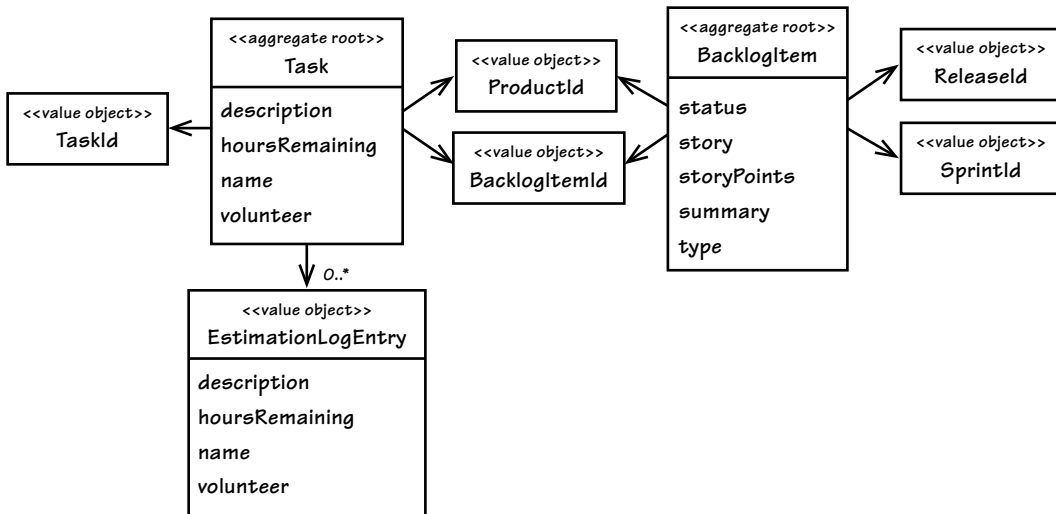 <<value object>>
TaskId
<<aggregate root>>
Task
description
hoursRemaining
name
volunteer
0..*
<<value object>>
EstimationLogEntry
description
hoursRemaining
name
volunteer
<<value object>>
ProductId
<<value object>>
BacklogItemId
<<aggregate root>>
BacklogItem
status
story
storyPoints
summary
type
<<value object>>
ReleaseId
<<value object>>
SprintId